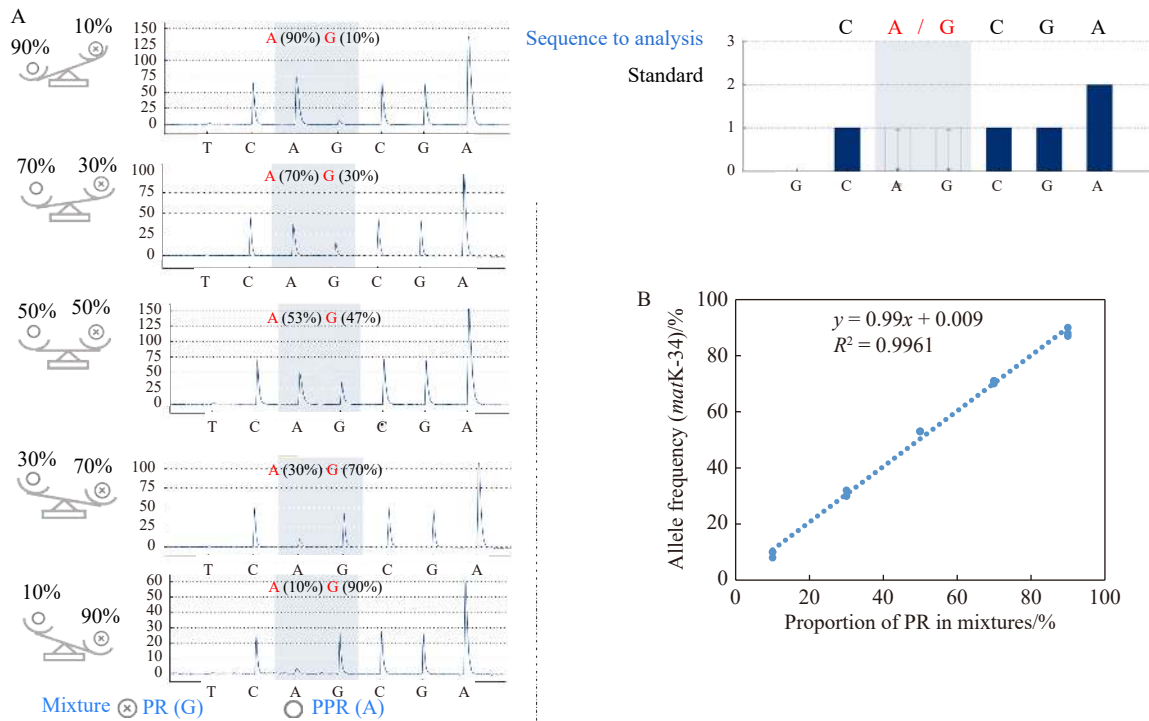 A
10%
90%
150
125
100
75
50
25
0
A (90%) G (10%)
T C A G C G A
70%
30%
100
75
50
25
0
A (70%) G (30%)
T C A G C G A
50%
50%
150
125
100
75
50
25
0
A (53%) G (47%)
T C A G C G A
30%
70%
100
75
50
25
0
A (30%) G (70%)
T C A G C G A
10%
90%
60
50
40
30
20
10
0
A (10%) G (90%)
T C A G C G A
Mixture PR (G) PPR (A)
Sequence to analysis
C A / G C G A
Standard
3
2
1
0
G C A G C G A
B
100
80
60
40
20
0
y = 0.99x + 0.009
R² = 0.9961
Allele frequency (matK-34)/%
0 20 40 60 80 100
Proportion of PR in mixtures/%